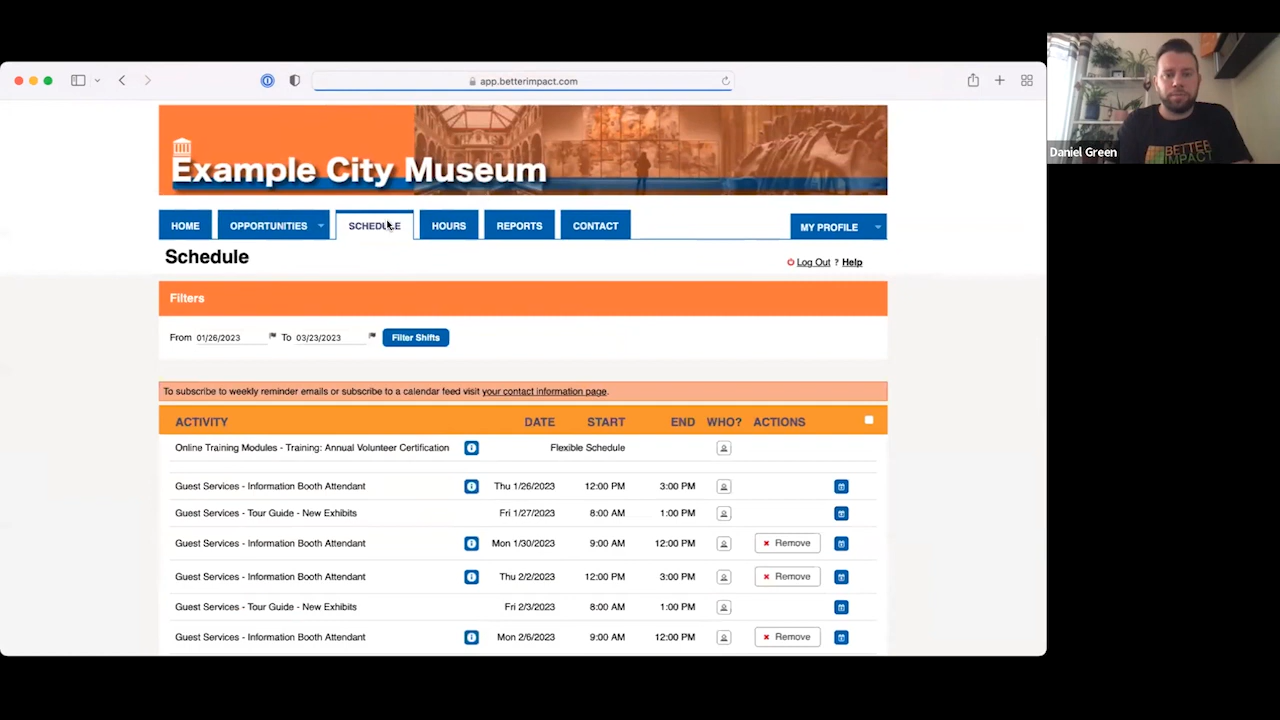 app.betterimpact.com
Example City Museum
HOME OPPORTUNITIES SCHEDULE HOURS REPORTS CONTACT MY PROFILE
Schedule
Log Out ? Help
Filters
From 01/26/2023 To 03/23/2023 Filter Shifts
To subscribe to weekly reminder emails or subscribe to a calendar feed visit your contact information page.
ACTIVITY DATE START END WHO? ACTIONS
Online Training Modules - Training: Annual Volunteer Certification Flexible Schedule
Guest Services - Information Booth Attendant Thu 1/26/2023 12:00 PM 3:00 PM
Guest Services - Tour Guide - New Exhibits Fri 1/27/2023 8:00 AM 1:00 PM
Guest Services - Information Booth Attendant Mon 1/30/2023 9:00 AM 12:00 PM Remove
Guest Services - Information Booth Attendant Thu 2/2/2023 12:00 PM 3:00 PM Remove
Guest Services - Tour Guide - New Exhibits Fri 2/3/2023 8:00 AM 1:00 PM
Guest Services - Information Booth Attendant Mon 2/6/2023 9:00 AM 12:00 PM Remove
Daniel Green
BETTER
IMPACT